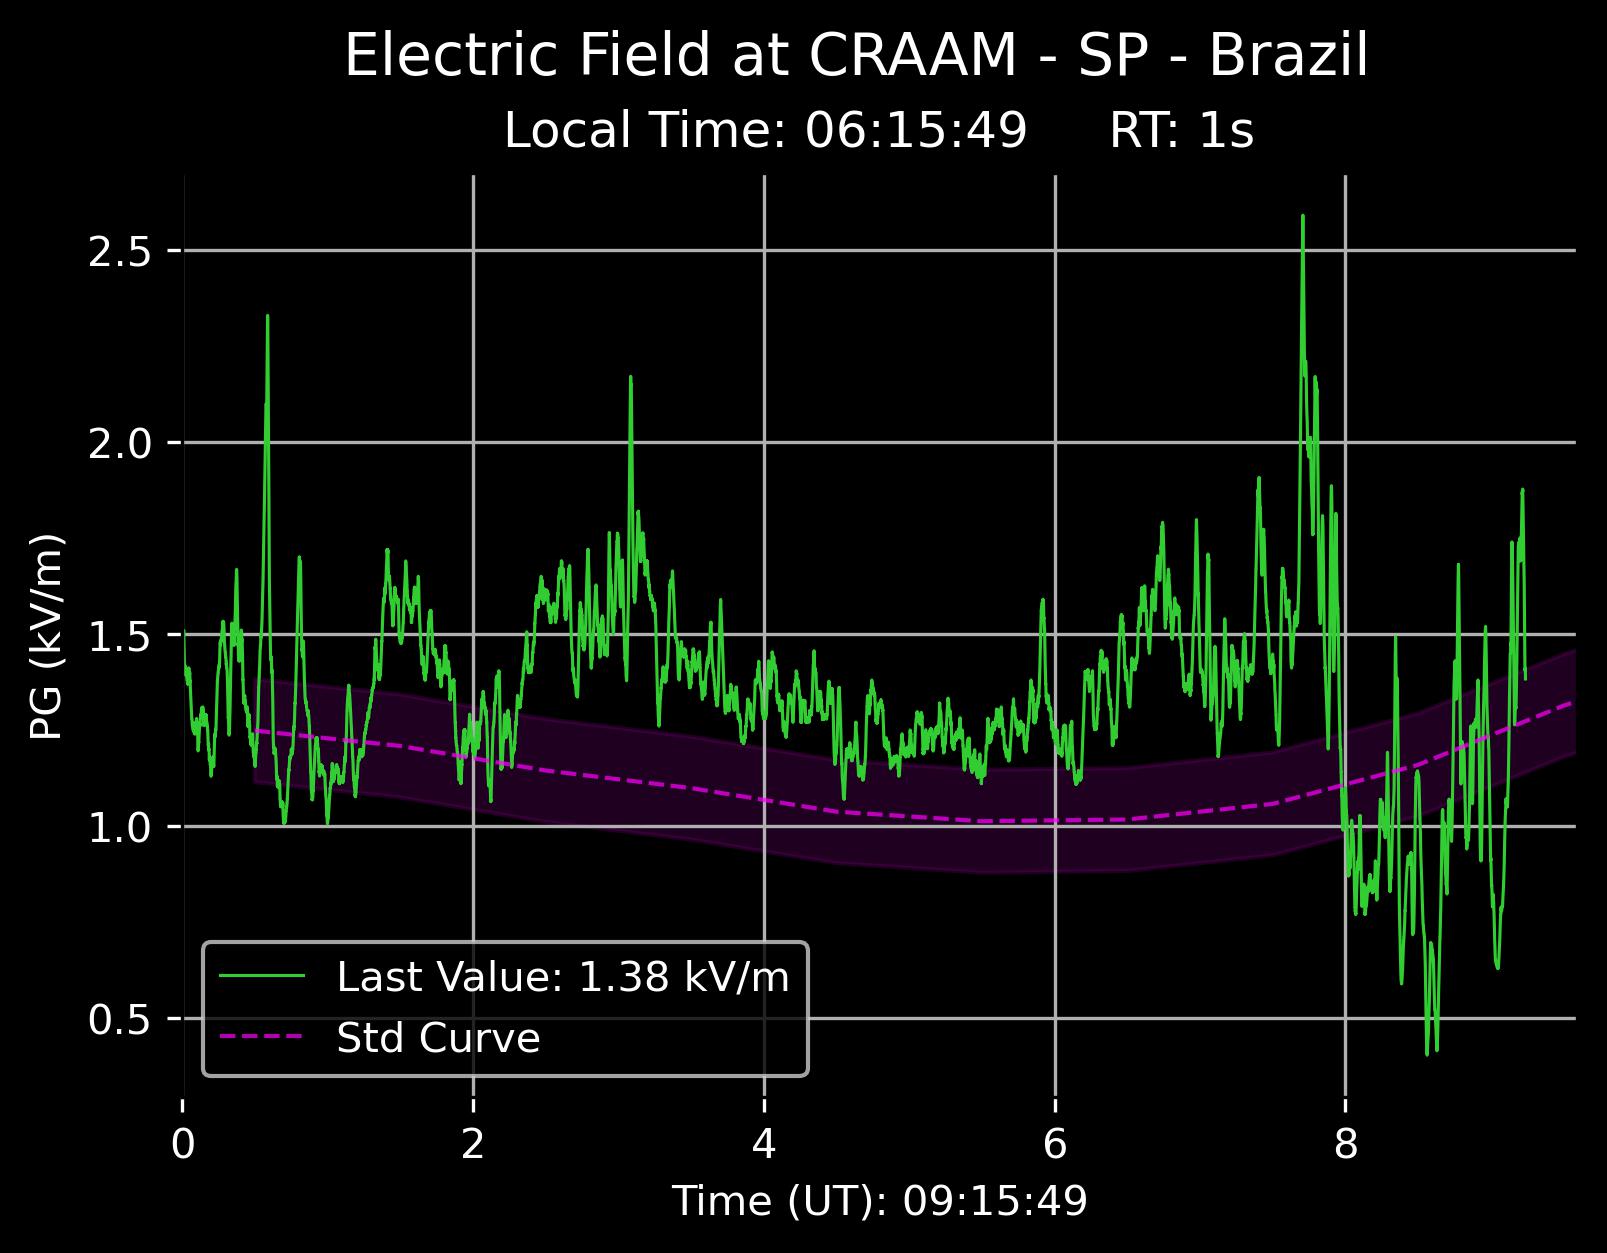 Electric Field at CRAAM - SP - Brazil
Local Time: 06:15:49 RT: 1s
PG (kV/m)
2.5
2.0
1.5
1.0
0.5
Last Value: 1.38 kV/m
Std Curve
0 2 4 6 8
Time (UT): 09:15:49